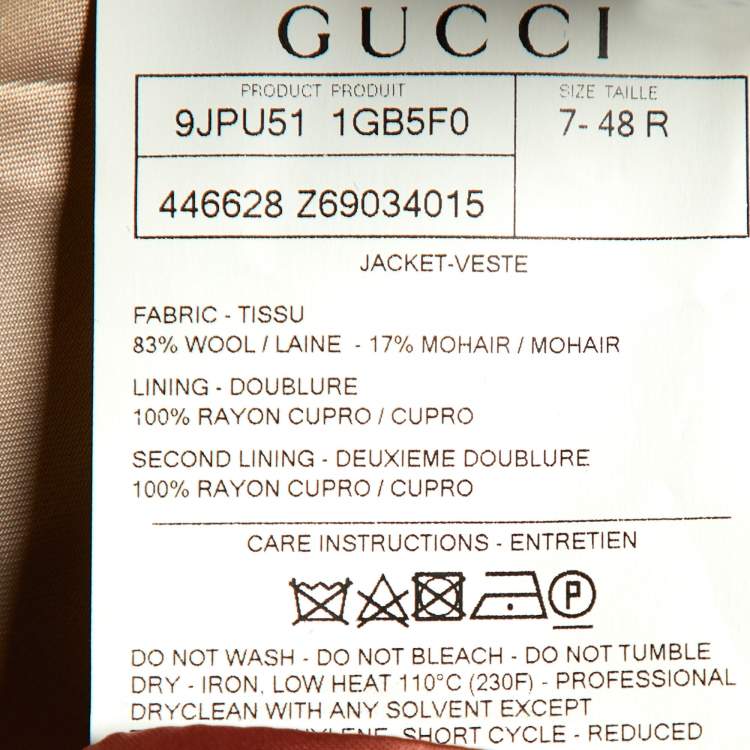 GUCCI
PRODUCT PRODUIT
SIZE TAILLE
9JPU51 1GB5F0
7- 48 R
446628 Z69034015
JACKET-VESTE
FABRIC - TISSU
83% WOOL / LAINE - 17% MOHAIR / MOHAIR
LINING - DOUBLURE
100% RAYON CUPRO / CUPRO
SECOND LINING - DEUXIEME DOUBLURE
100% RAYON CUPRO / CUPRO
CARE INSTRUCTIONS - ENTRETIEN
P
DO NOT WASH - DO NOT BLEACH - DO NOT TUMBLE
DRY - IRON, LOW HEAT 110°C (230F) - PROFESSIONAL
DRYCLEAN WITH ANY SOLVENT EXCEPT
SHORT CYCLE - REDUCED